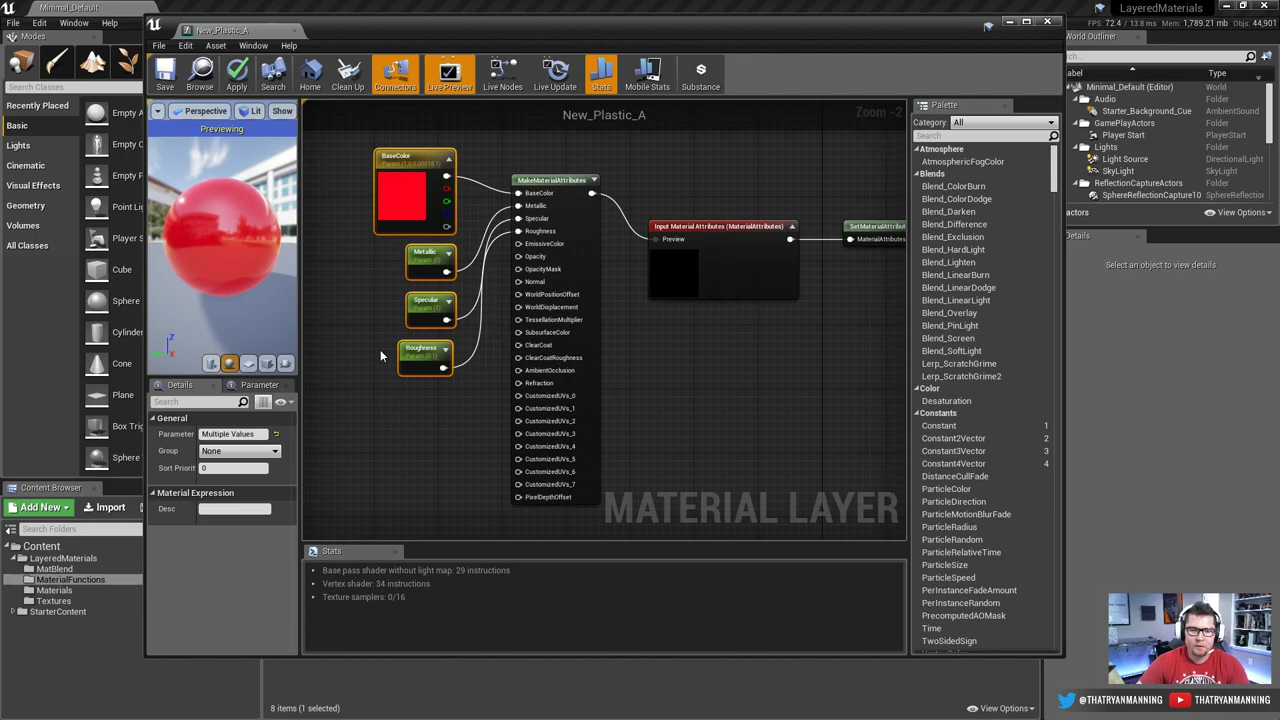 Minimal_Default
File Edit Window Help
Modes
Search Classes
Recently Placed
Basic
Lights
Cinematic
Visual Effects
Geometry
Volumes
All Classes
Empty A
Empty
Empty P
Point Lig
Player S
Cube
Sphere
Cylinder
Cone
Plane
Box Trig
Sphere
Content Browser
Add New Import
Search Folders
Content
LayeredMaterials
MatBlend
MaterialFunctions
Materials
Textures
StarterContent
8 items (1 selected)
View Options
New_Plastic_A
File Edit Asset Window Help
Save Browse Apply Search Home Clean Up Connectors Live Preview Live Nodes Live Update Stats Mobile Stats Substance
Perspective Lit Show
Previewing
Z
X
Details Parameter
Search
General
Parameter Multiple Values
Group None
Sort Priorit 0
Material Expression
Desc
New_Plastic_A
Zoom -2
BaseColor
Metallic
Param (0)
Specular
Param (1)
Roughness
MakeMaterialAttributes
BaseColor
Metallic
Specular
Roughness
EmissiveColor
Opacity
OpacityMask
Normal
WorldPositionOffset
WorldDisplacement
TessellationMultiplier
SubsurfaceColor
ClearCoat
ClearCoatRoughness
AmbientOcclusion
Refraction
CustomizedUVs_0
CustomizedUVs_1
CustomizedUVs_2
CustomizedUVs_3
CustomizedUVs_4
CustomizedUVs_5
CustomizedUVs_6
CustomizedUVs_7
PixelDepthOffset
Input Material Attributes (MaterialAttributes)
Preview
SetMaterialAttribut
MaterialAttributes
MATERIAL LAYER
Stats
Base pass shader without light map: 29 instructions
Vertex shader: 34 instructions
Texture samplers: 0/16
Palette
Category: All
Search
Atmosphere
AtmosphericFogColor
Blends
Blend_ColorBurn
Blend_ColorDodge
Blend_Darken
Blend_Difference
Blend_Exclusion
Blend_HardLight
Blend_Lighten
Blend_LinearBurn
Blend_LinearDodge
Blend_LinearLight
Blend_Overlay
Blend_PinLight
Blend_Screen
Blend_SoftLight
Lerp_ScratchGrime
Lerp_ScratchGrime2
Color
Desaturation
Constants
Constant 1
Constant2Vector 2
Constant3Vector 3
Constant4Vector 4
DistanceCullFade
ParticleColor
ParticleDirection
ParticleMotionBlurFade
ParticleRadius
ParticleRandom
ParticleRelativeTime
ParticleSize
ParticleSpeed
PerInstanceFadeAmount
PerInstanceRandom
PrecomputedAOMask
Time
TwoSidedSign
LayeredMaterials
FPS: 72.4 / 13.8 ms Mem: 1,789.21 mb Objs: 44,901
World Outliner
abel Type
Minimal_Default (Editor) World
Audio Folder
Starter_Background_Cue AmbientSound
GamePlayActors Folder
Player Start PlayerStart
Lights Folder
Light Source DirectionalLight
SkyLight SkyLight
ReflectionCaptureActors Folder
SphereReflectionCapture10 SphereReflectior
actors View Options
Details
Select an object to view details.
@THATRYANMANNING @THATRYANMANNING